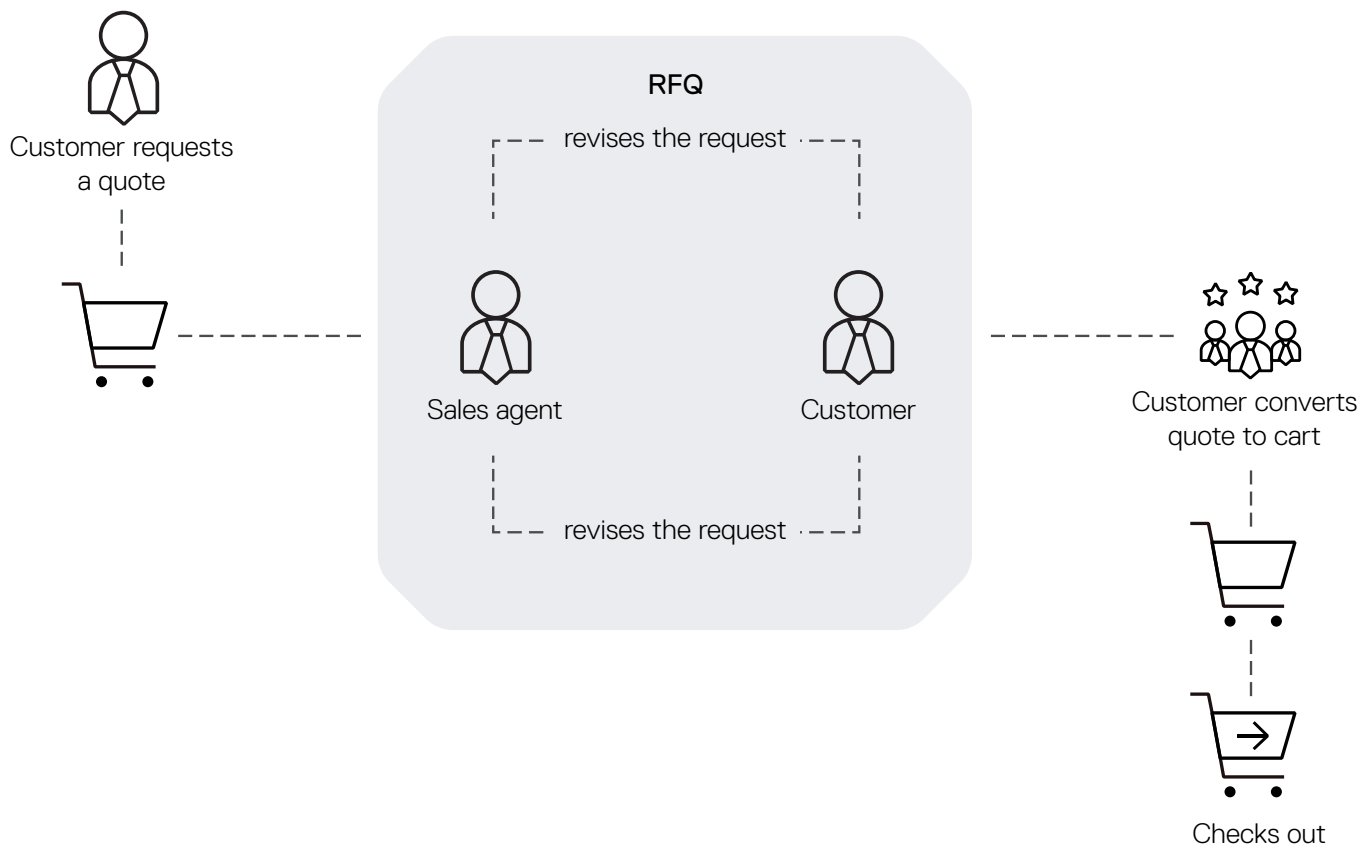 Customer requests
a quote
RFQ
revises the request
Sales agent
Customer
revises the request
Customer converts
quote to cart
Checks out